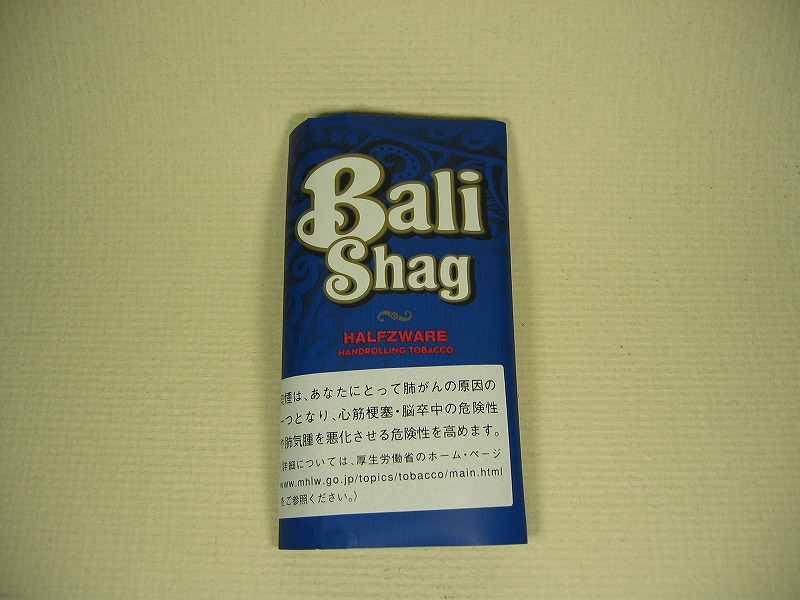 Bali
Shag
HALFZWARE
HANDROLLING TOBACCO
煙は、あなたにとって肺がんの原因の
一つとなり、心筋梗塞・脳卒中の危険性
や肺気腫を悪化させる危険性を高めます。
詳細については、厚生労働省のホーム・ページ
www.mhlw.go.jp/topics/tobacco/main.html
をご参照ください。）